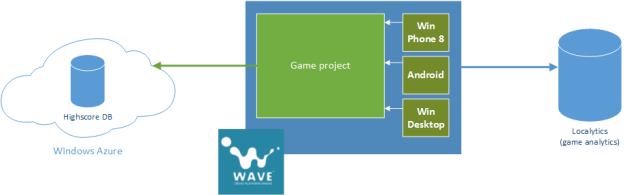 Highscore DB
Windows Azure
Game project
Win
Phone 8
Android
Win
Desktop
WAVE
Localytics
(game analytics)